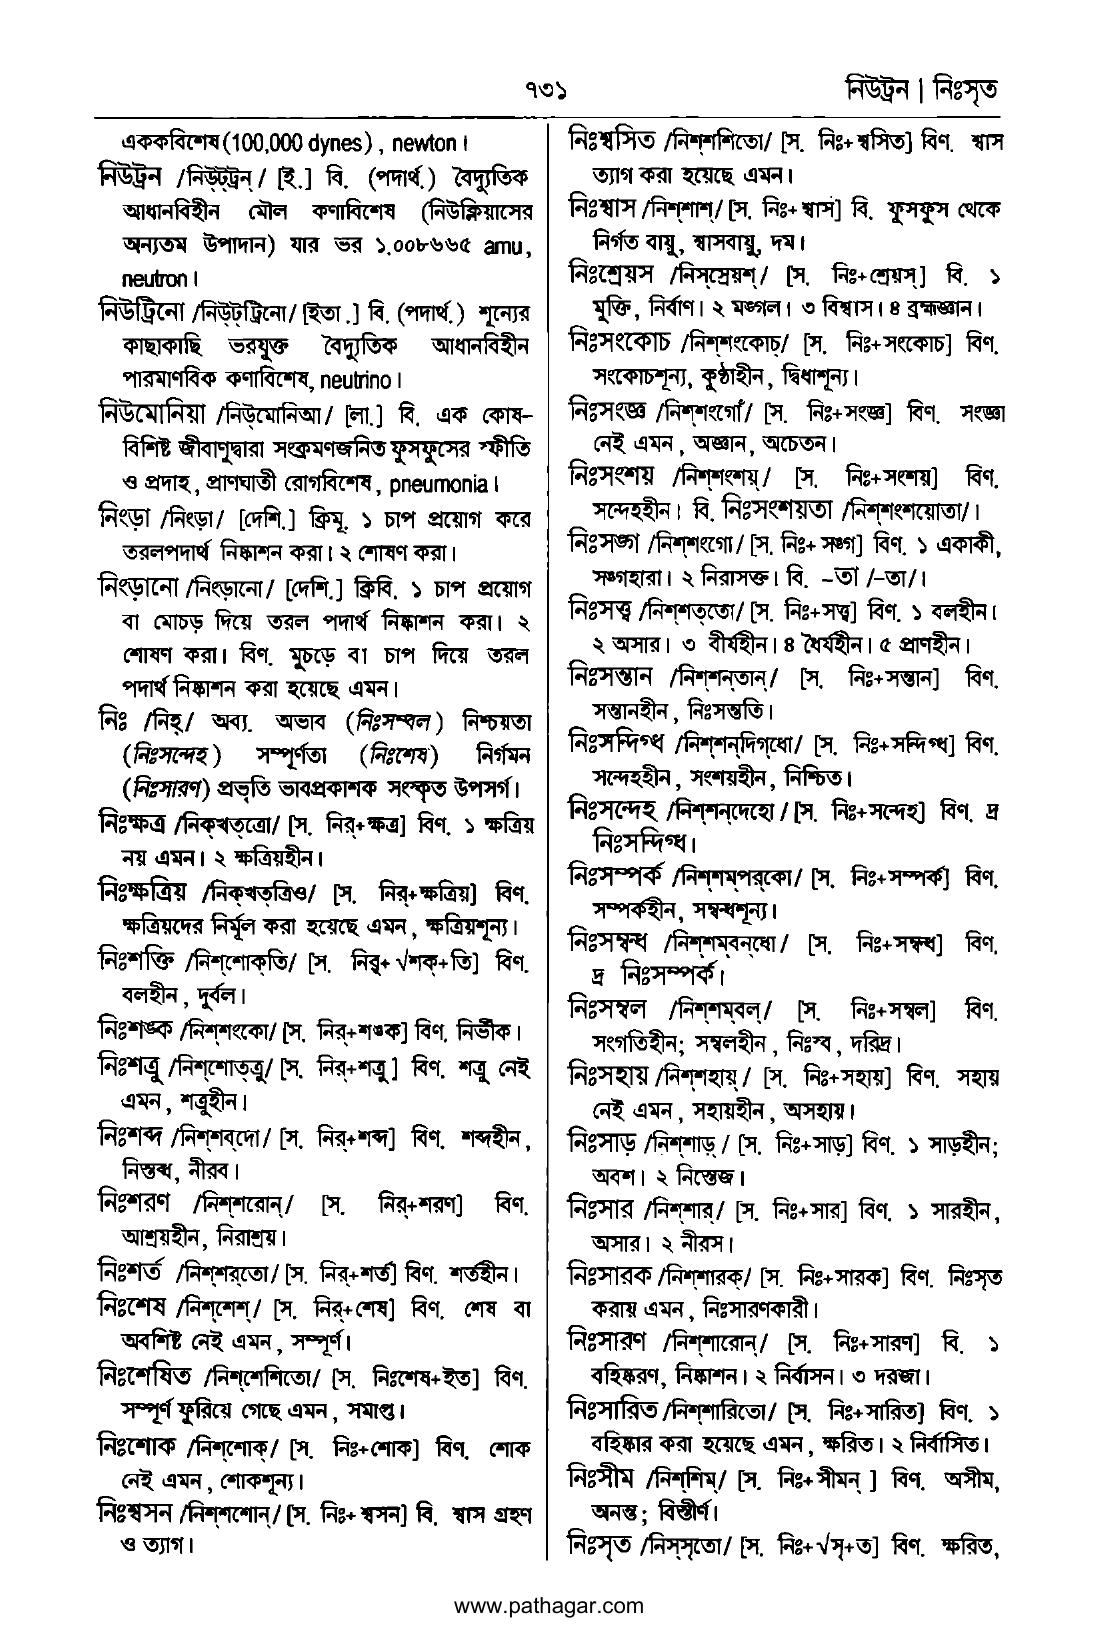 ৭৩১
নিউট্রন | নিঃসৃত
এককবিশেষ (100,000 dynes) , newton ।
নিউট্রন /নিউ্ট্‌ট্রন্‌/ [ই.] বি. (পদার্থ.) বৈদ্যুতিক
আধানবিহীন মৌল কণাবিশেষ (নিউক্লিয়াসের
অন্যতম উপাদান) যার ভর ১.০০৮৬৬৫ amu,
neutron ।
নিউট্রিনো /নিউ্ট্‌ট্রিনো/ [ইতা .] বি. (পদার্থ.) শূন্যের
কাছাকাছি ভরযুক্ত বৈদ্যুতিক আধানবিহীন
পারমাণবিক কণাবিশেষ, neutrino ।
নিউমোনিয়া /নিউ্মোনিআ/ [লা.] বি. এক কোষ-
বিশিষ্ট জীবাণুদ্বারা সংক্রমণজনিত ফুসফুসের স্ফীতি
ও প্রদাহ, প্রাণঘাতী রোগবিশেষ, pneumonia ।
নিংড়া /নিংড়া/ [দেশি.] ক্রিমূ. ১ চাপ প্রয়োগ করে
তরলপদার্থ নিষ্কাশন করা। ২ শোষণ করা।
নিংড়ানো /নিংড়ানো/ [দেশি.] ক্রিবি. ১ চাপ প্রয়োগ
বা মোচড় দিয়ে তরল পদার্থ নিষ্কাশন করা। ২
শোষণ করা। বিণ. মুচড়ে বা চাপ দিয়ে তরল
পদার্থ নিষ্কাশন করা হয়েছে এমন।
নিঃ /নিহ্‌/ অব্য. অভাব (নিঃসম্বল) নিশ্চয়তা
(নিঃসন্দেহ) সম্পূর্ণতা (নিঃশেষ) নির্গমন
(নিঃসারণ) প্রভৃতি ভাবপ্রকাশক সংস্কৃত উপসর্গ।
নিঃক্ষত্র /নিক্‌খত্‌ত্রো/ [স. নির্‌+ক্ষত্র] বিণ. ১ ক্ষত্রিয়
নয় এমন। ২ ক্ষত্রিয়হীন।
নিঃক্ষত্রিয় /নিক্‌খত্‌ত্রিও/ [স. নির্‌+ক্ষত্রিয়] বিণ.
ক্ষত্রিয়দের নির্মূল করা হয়েছে এমন, ক্ষত্রিয়শূন্য।
নিঃশক্তি /নিশ্‌শোক্‌তি/ [স. নির্‌+√শক্‌+তি] বিণ.
বলহীন, দুর্বল।
নিঃশঙ্ক /নিশ্‌শংকো/ [স. নির্‌+শঙক] বিণ. নির্ভীক।
নিঃশত্রু /নিশ্‌শোত্‌ত্রু/ [স. নির্‌+শত্রু] বিণ. শত্রু নেই
এমন, শত্রুহীন।
নিঃশব্দ /নিশ্‌শব্‌দো/ [স. নির্‌+শব্দ] বিণ. শব্দহীন,
নিস্তব্ধ, নীরব।
নিঃশরণ /নিশ্‌শরোন্‌/ [স. নির্‌+শরণ] বিণ.
আশ্রয়হীন, নিরাশ্রয়।
নিঃশর্ত /নিশ্‌শর্‌তো/ [স. নির্‌+শর্ত] বিণ. শর্তহীন।
নিঃশেষ /নিশ্‌শেশ্‌/ [স. নির্‌+শেষ] বিণ. শেষ বা
অবশিষ্ট নেই এমন, সম্পূর্ণ।
নিঃশেষিত /নিশ্‌শেশিতো/ [স. নিঃশেষ+ইত] বিণ.
সম্পূর্ণ ফুরিয়ে গেছে এমন, সমাপ্ত।
নিঃশোক /নিশ্‌শোক্‌/ [স. নিঃ+শোক] বিণ. শোক
নেই এমন, শোকশূন্য।
নিঃশ্বসন /নিশ্‌শশোন্‌/ [স. নিঃ+শ্বসন] বি. শ্বাস গ্রহণ
ও ত্যাগ।
নিঃশ্বসিত /নিশ্‌শশিতো/ [স. নিঃ+শ্বসিত] বিণ. শ্বাস
ত্যাগ করা হয়েছে এমন।
নিঃশ্বাস /নিশ্‌শাশ্‌/ [স. নিঃ+শ্বাস] বি. ফুসফুস থেকে
নির্গত বায়ু, শ্বাসবায়ু, দম।
নিঃশ্রেয়স /নিস্‌স্রেয়শ্‌/ [স. নিঃ+শ্রেয়স্‌] বি. ১
মুক্তি, নির্বাণ। ২ মঙ্গল। ৩ বিশ্বাস। ৪ ব্রহ্মজ্ঞান।
নিঃসংকোচ /নিশ্‌শংকোচ্‌/ [স. নিঃ+সংকোচ] বিণ.
সংকোচশূন্য, কুণ্ঠাহীন, দ্বিধাশূন্য।
নিঃসংজ্ঞ /নিশ্‌শংগোঁ/ [স. নিঃ+সংজ্ঞ] বিণ. সংজ্ঞা
নেই এমন, অজ্ঞান, অচেতন।
নিঃসংশয় /নিশ্‌শংশয়্‌/ [স. নিঃ+সংশয়] বিণ.
সন্দেহহীন। বি. নিঃসংশয়তা /নিশ্‌শংশয়োতা/।
নিঃসঙ্গ /নিশ্‌শংগো/ [স. নিঃ+সঙ্গ] বিণ. ১ একাকী,
সঙ্গহারা। ২ নিরাসক্ত। বি. -তা /-তা/।
নিঃসত্ত্ব /নিশ্‌শত্‌তো/ [স. নিঃ+সত্ত্ব] বিণ. ১ বলহীন।
২ অসার। ৩ বীর্যহীন। ৪ ধৈর্যহীন। ৫ প্রাণহীন।
নিঃসন্তান /নিশ্‌শন্‌তান্‌/ [স. নিঃ+সন্তান] বিণ.
সন্তানহীন, নিঃসন্ততি।
নিঃসন্দিগ্ধ /নিশ্‌শন্‌দিগ্‌ধো/ [স. নিঃ+সন্দিগ্ধ] বিণ.
সন্দেহহীন, সংশয়হীন, নিশ্চিত।
নিঃসন্দেহ /নিশ্‌শন্‌দেহো/ [স. নিঃ+সন্দেহ] বিণ. দ্র
নিঃসন্দিগ্ধ।
নিঃসম্পর্ক /নিশ্‌শম্‌পর্‌কো/ [স. নিঃ+সম্পর্ক] বিণ.
সম্পর্কহীন, সম্বন্ধশূন্য।
নিঃসম্বন্ধ /নিশ্‌শম্‌বন্‌ধো/ [স. নিঃ+সম্বন্ধ] বিণ.
দ্র নিঃসম্পর্ক।
নিঃসম্বল /নিশ্‌শম্‌বল্‌/ [স. নিঃ+সম্বল] বিণ.
সংগতিহীন; সম্বলহীন, নিঃস্ব, দরিদ্র।
নিঃসহায় /নিশ্‌শহায়্‌/ [স. নিঃ+সহায়] বিণ. সহায়
নেই এমন, সহায়হীন, অসহায়।
নিঃসাড় /নিশ্‌শাড়্‌/ [স. নিঃ+সাড়] বিণ. ১ সাড়হীন;
অবশ। ২ নিস্তেজ।
নিঃসার /নিশ্‌শার্‌/ [স. নিঃ+সার] বিণ. ১ সারহীন,
অসার। ২ নীরস।
নিঃসারক /নিশ্‌শারক্‌/ [স. নিঃ+সারক] বিণ. নিঃসৃত
করায় এমন, নিঃসারণকারী।
নিঃসারণ /নিশ্‌শারোন্‌/ [স. নিঃ+সারণ] বি. ১
বহিষ্করণ, নিষ্কাশন। ২ নির্বাসন। ৩ দরজা।
নিঃসারিত /নিশ্‌শারিতো/ [স. নিঃ+সারিত] বিণ. ১
বহিষ্কার করা হয়েছে এমন, ক্ষরিত। ২ নির্বাসিত।
নিঃসীম /নিশ্‌শিম্‌/ [স. নিঃ+সীমন্‌ ] বিণ. অসীম,
অনন্ত; বিস্তীর্ণ।
নিঃসৃত /নিস্‌সৃতো/ [স. নিঃ+√সৃ+ত] বিণ. ক্ষরিত,
www.pathagar.com